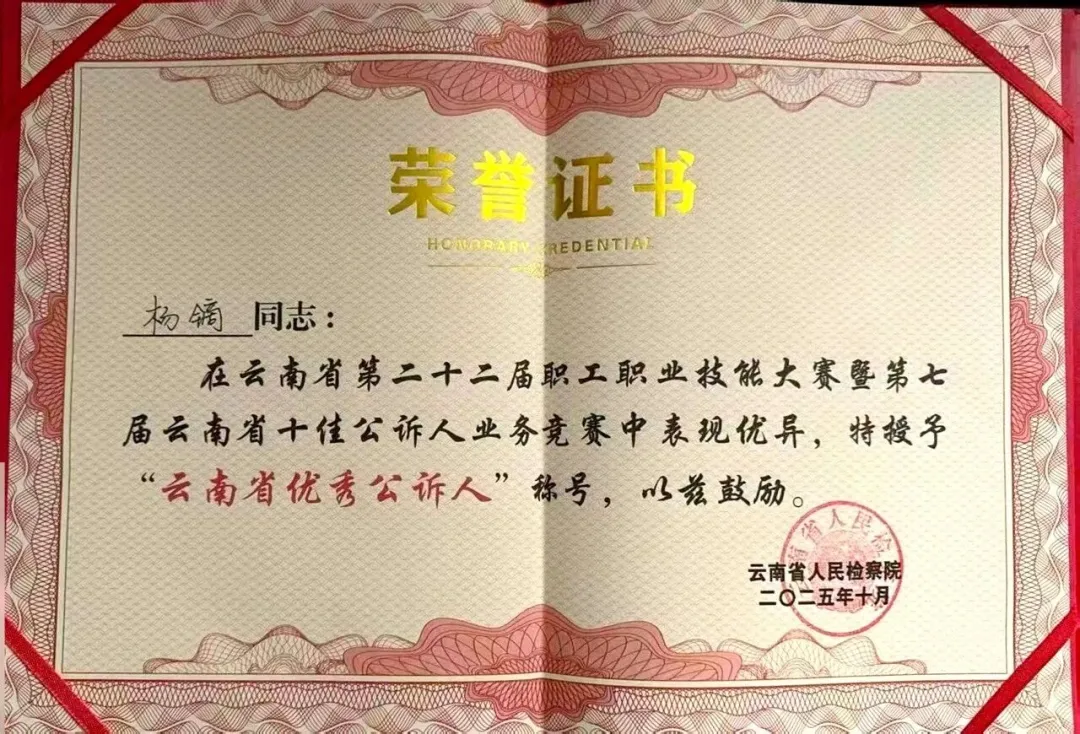 荣誉证书
HONORARY CREDENTIAL
杨镝 同志：
在云南省第二十二届职工职业技能大赛暨第七
届云南省十佳公诉人业务竞赛中表现优异，特授予
“云南省优秀公诉人”称号，以兹鼓励。
云南省人民检察院
二〇二五年十月